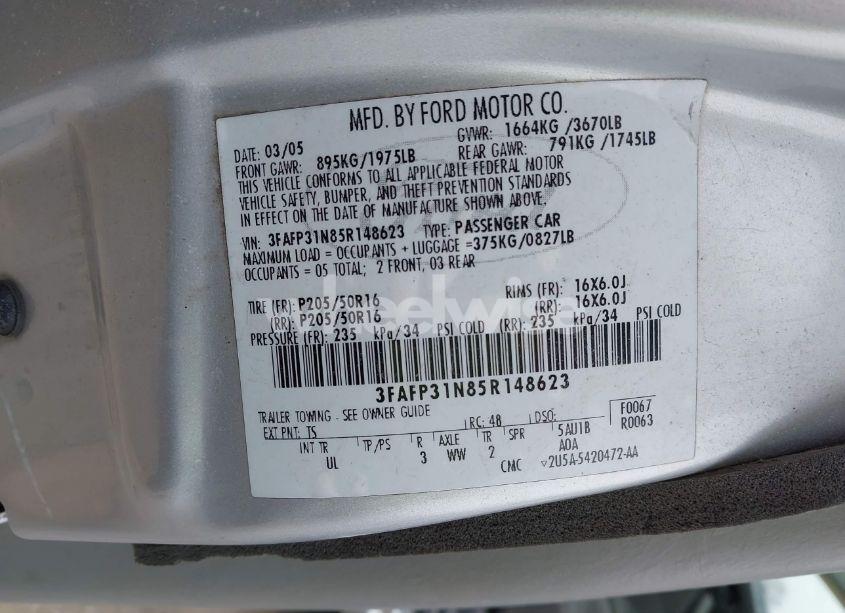 MFD. BY FORD MOTOR CO.
DATE: 03/05 GVWR: 1664KG /3670LB
FRONT GAWR: 895KG/1975LB REAR GAWR: 791KG /1745LB
THIS VEHICLE CONFORMS TO ALL APPLICABLE FEDERAL MOTOR
VEHICLE SAFETY, BUMPER, AND THEFT PREVENTION STANDARDS
IN EFFECT ON THE DATE OF MANUFACTURE SHOWN ABOVE.
VIN: 3FAFP31N85R148623 TYPE: PASSENGER CAR
MAXIMUM LOAD = OCCUPANTS + LUGGAGE =375KG/0827LB
OCCUPANTS = 05 TOTAL; 2 FRONT, 03 REAR
TIRE (FR): P205/50R16 RIMS (FR): 16X6.0J
(RR): P205/50R16 (RR): 16X6.0J
PRESSURE (FR): 235 kPa/34 PSI COLD (RR): 235 kPa/34 PSI COLD
wheelwise
3FAFP31N85R148623
TRAILER TOWING - SEE OWNER GUIDE
EXT PNT: TS RC: 48 DSO: F0067
R0063
INT TR TP/PS R AXLE TR SPR 5AU1B
UL 3 WW 2 AOA
CMC 2U5A-5420472-AA